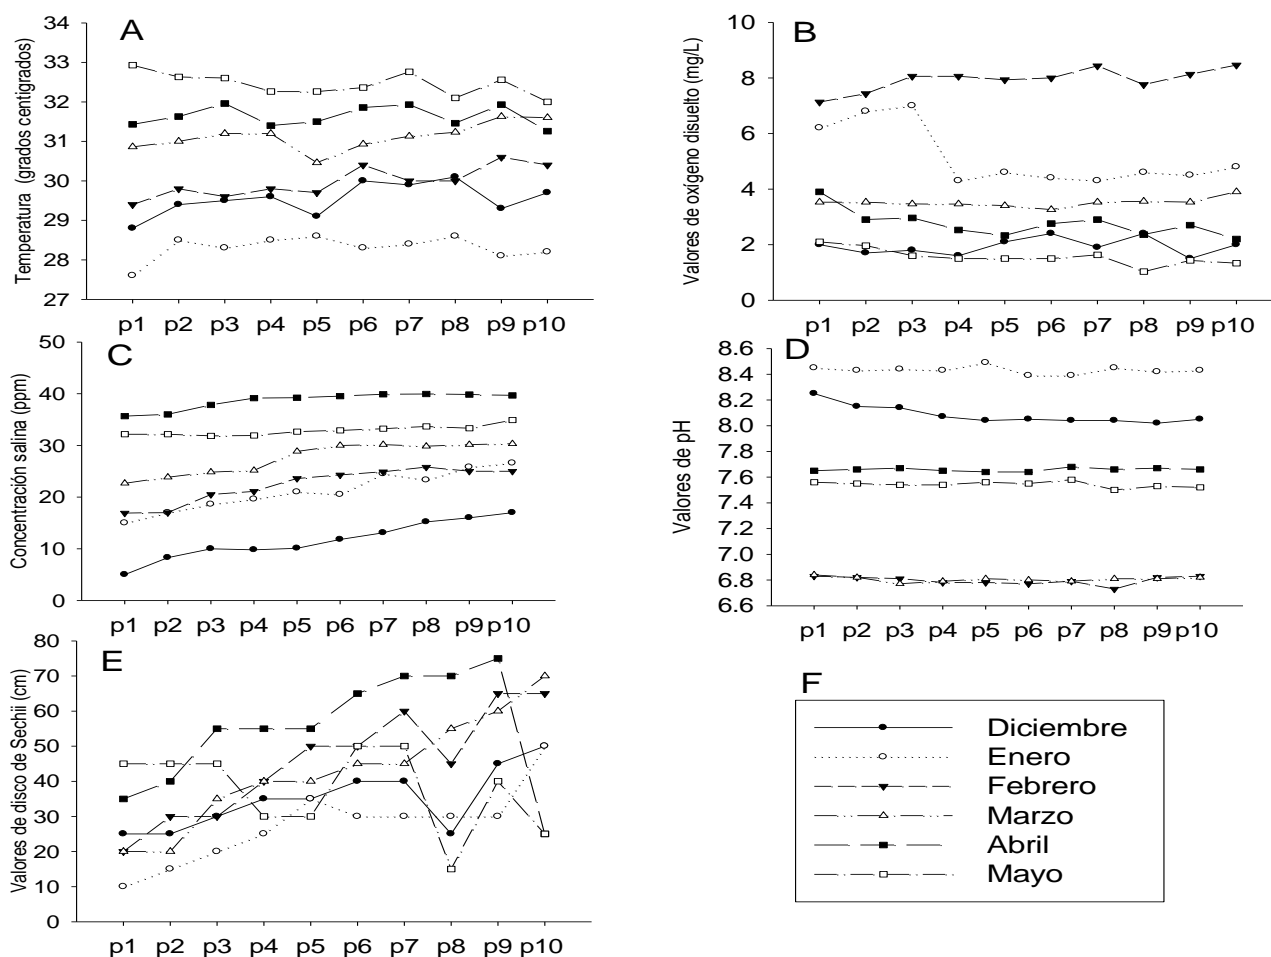 A
Temperatura (grados centigrados)
34
33
32
31
30
29
28
27
p1 p2 p3 p4 p5 p6 p7 p8 p9 p10
B
Valores de oxígeno disuelto (mg/L)
10
8
6
4
2
0
p1 p2 p3 p4 p5 p6 p7 p8 p9 p10
C
Concentración salina (ppm)
50
40
30
20
10
0
p1 p2 p3 p4 p5 p6 p7 p8 p9 p10
D
Valores de pH
8.6
8.4
8.2
8.0
7.8
7.6
7.4
7.2
7.0
6.8
6.6
p1 p2 p3 p4 p5 p6 p7 p8 p9 p10
E
Valores de disco de Sechii (cm)
80
70
60
50
40
30
20
10
0
p1 p2 p3 p4 p5 p6 p7 p8 p9 p10
F
Diciembre
Enero
Febrero
Marzo
Abril
Mayo